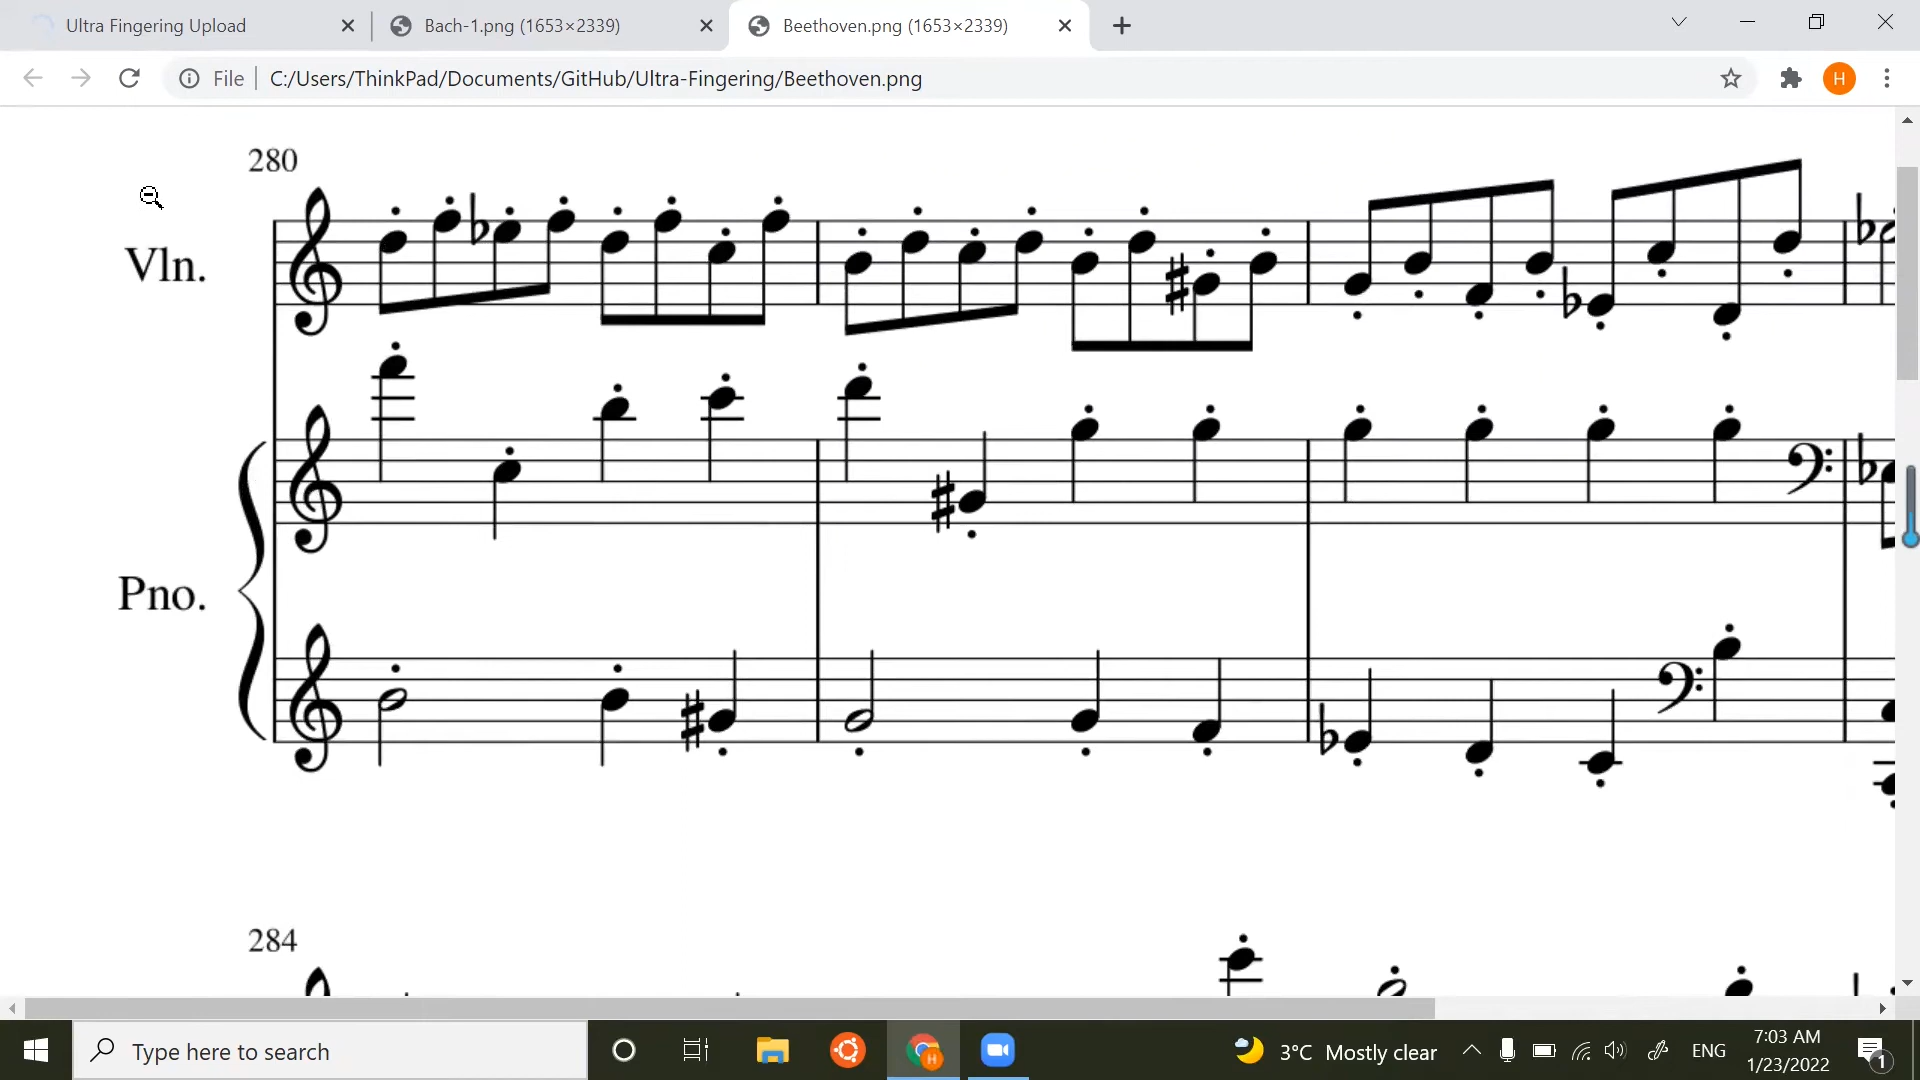 Ultra Fingering Upload
Bach-1.png (1653×2339)
Beethoven.png (1653×2339)
File
C:/Users/ThinkPad/Documents/GitHub/Ultra-Fingering/Beethoven.png
H
280
Vln.
Pno.
284
Type here to search
H
3°C Mostly clear
ENG
7:03 AM
1/23/2022
1